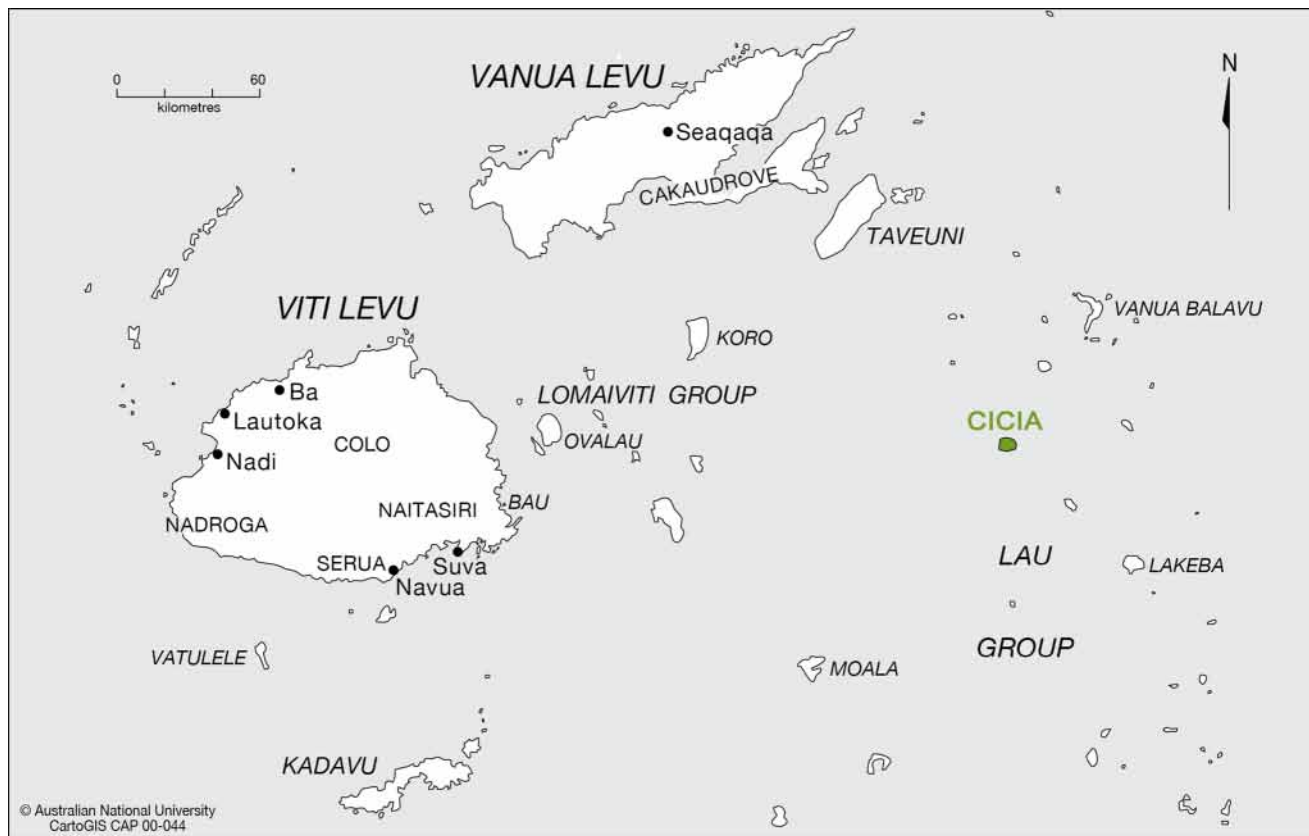 N
0 60
kilometres
VANUA LEVU
Seaqaqa
CAKAUDROVE
TAVEUNI
VITI LEVU
VANUA BALAVU
KORO
Ba
LOMAIVITI GROUP
Lautoka
CICIA
COLO
OVALAU
Nadi
NAITASIRI
BAU
NADROGA
SERUA
Suva
LAU
LAKEBA
Navua
VATULELE
GROUP
MOALA
KADAVU
© Australian National University
CartoGIS CAP 00-044